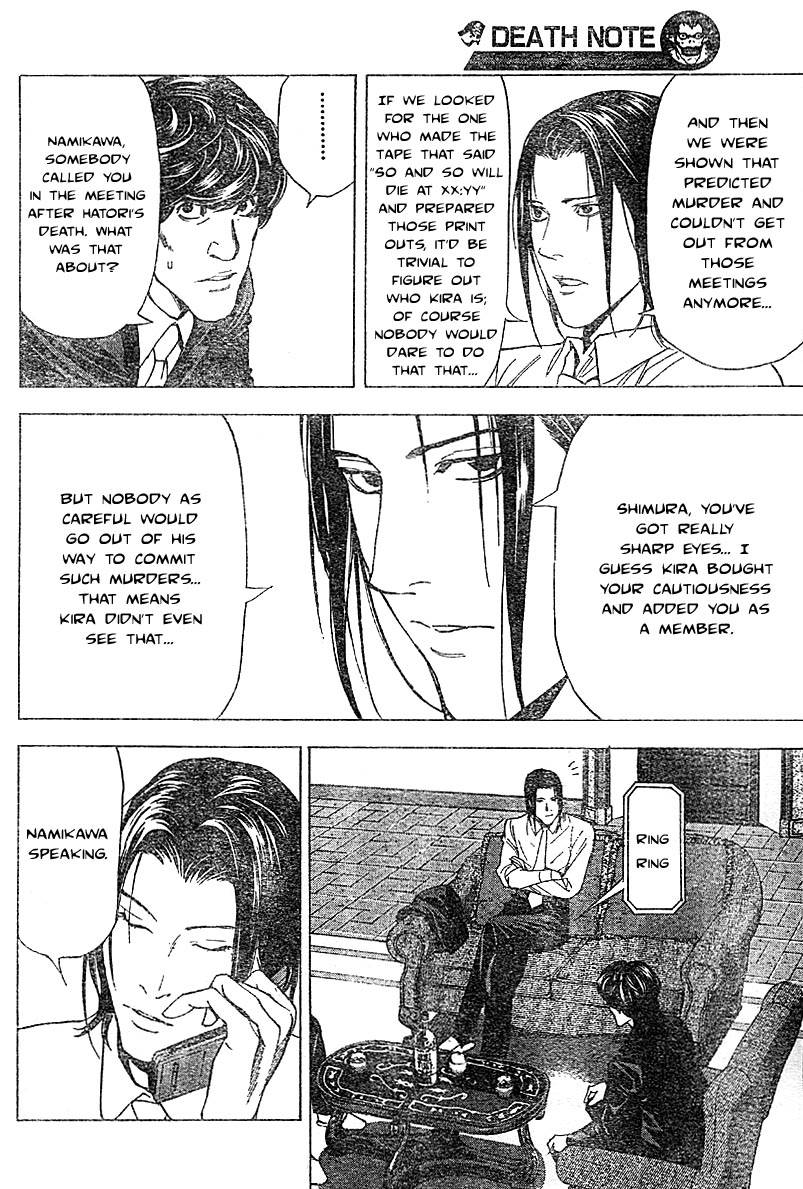 DEATH NOTE
AND THEN
WE WERE
SHOWN THAT
PREDICTED
MURDER AND
COULDN'T GET
OUT FROM
THOSE
MEETINGS
ANYMORE...
IF WE LOOKED
FOR THE ONE
WHO MADE THE
TAPE THAT SAID
"SO AND SO WILL
DIE AT XX:YY"
AND PREPARED
THOSE PRINT
OUTS, IT'D BE
TRIVIAL TO
FIGURE OUT
WHO KIRA IS;
OF COURSE
NOBODY WOULD
DARE TO DO
THAT THAT...
.........
NAMIKAWA,
SOMEBODY
CALLED YOU
IN THE MEETING
AFTER HATORI'S
DEATH. WHAT
WAS THAT
ABOUT?
SHIMURA, YOU'VE
GOT REALLY
SHARP EYES... I
GUESS KIRA BOUGHT
YOUR CAUTIOUSNESS
AND ADDED YOU AS
A MEMBER.
BUT NOBODY AS
CAREFUL WOULD
GO OUT OF HIS
WAY TO COMMIT
SUCH MURDERS...
THAT MEANS
KIRA DIDN'T EVEN
SEE THAT...
RING
RING
NAMIKAWA
SPEAKING.